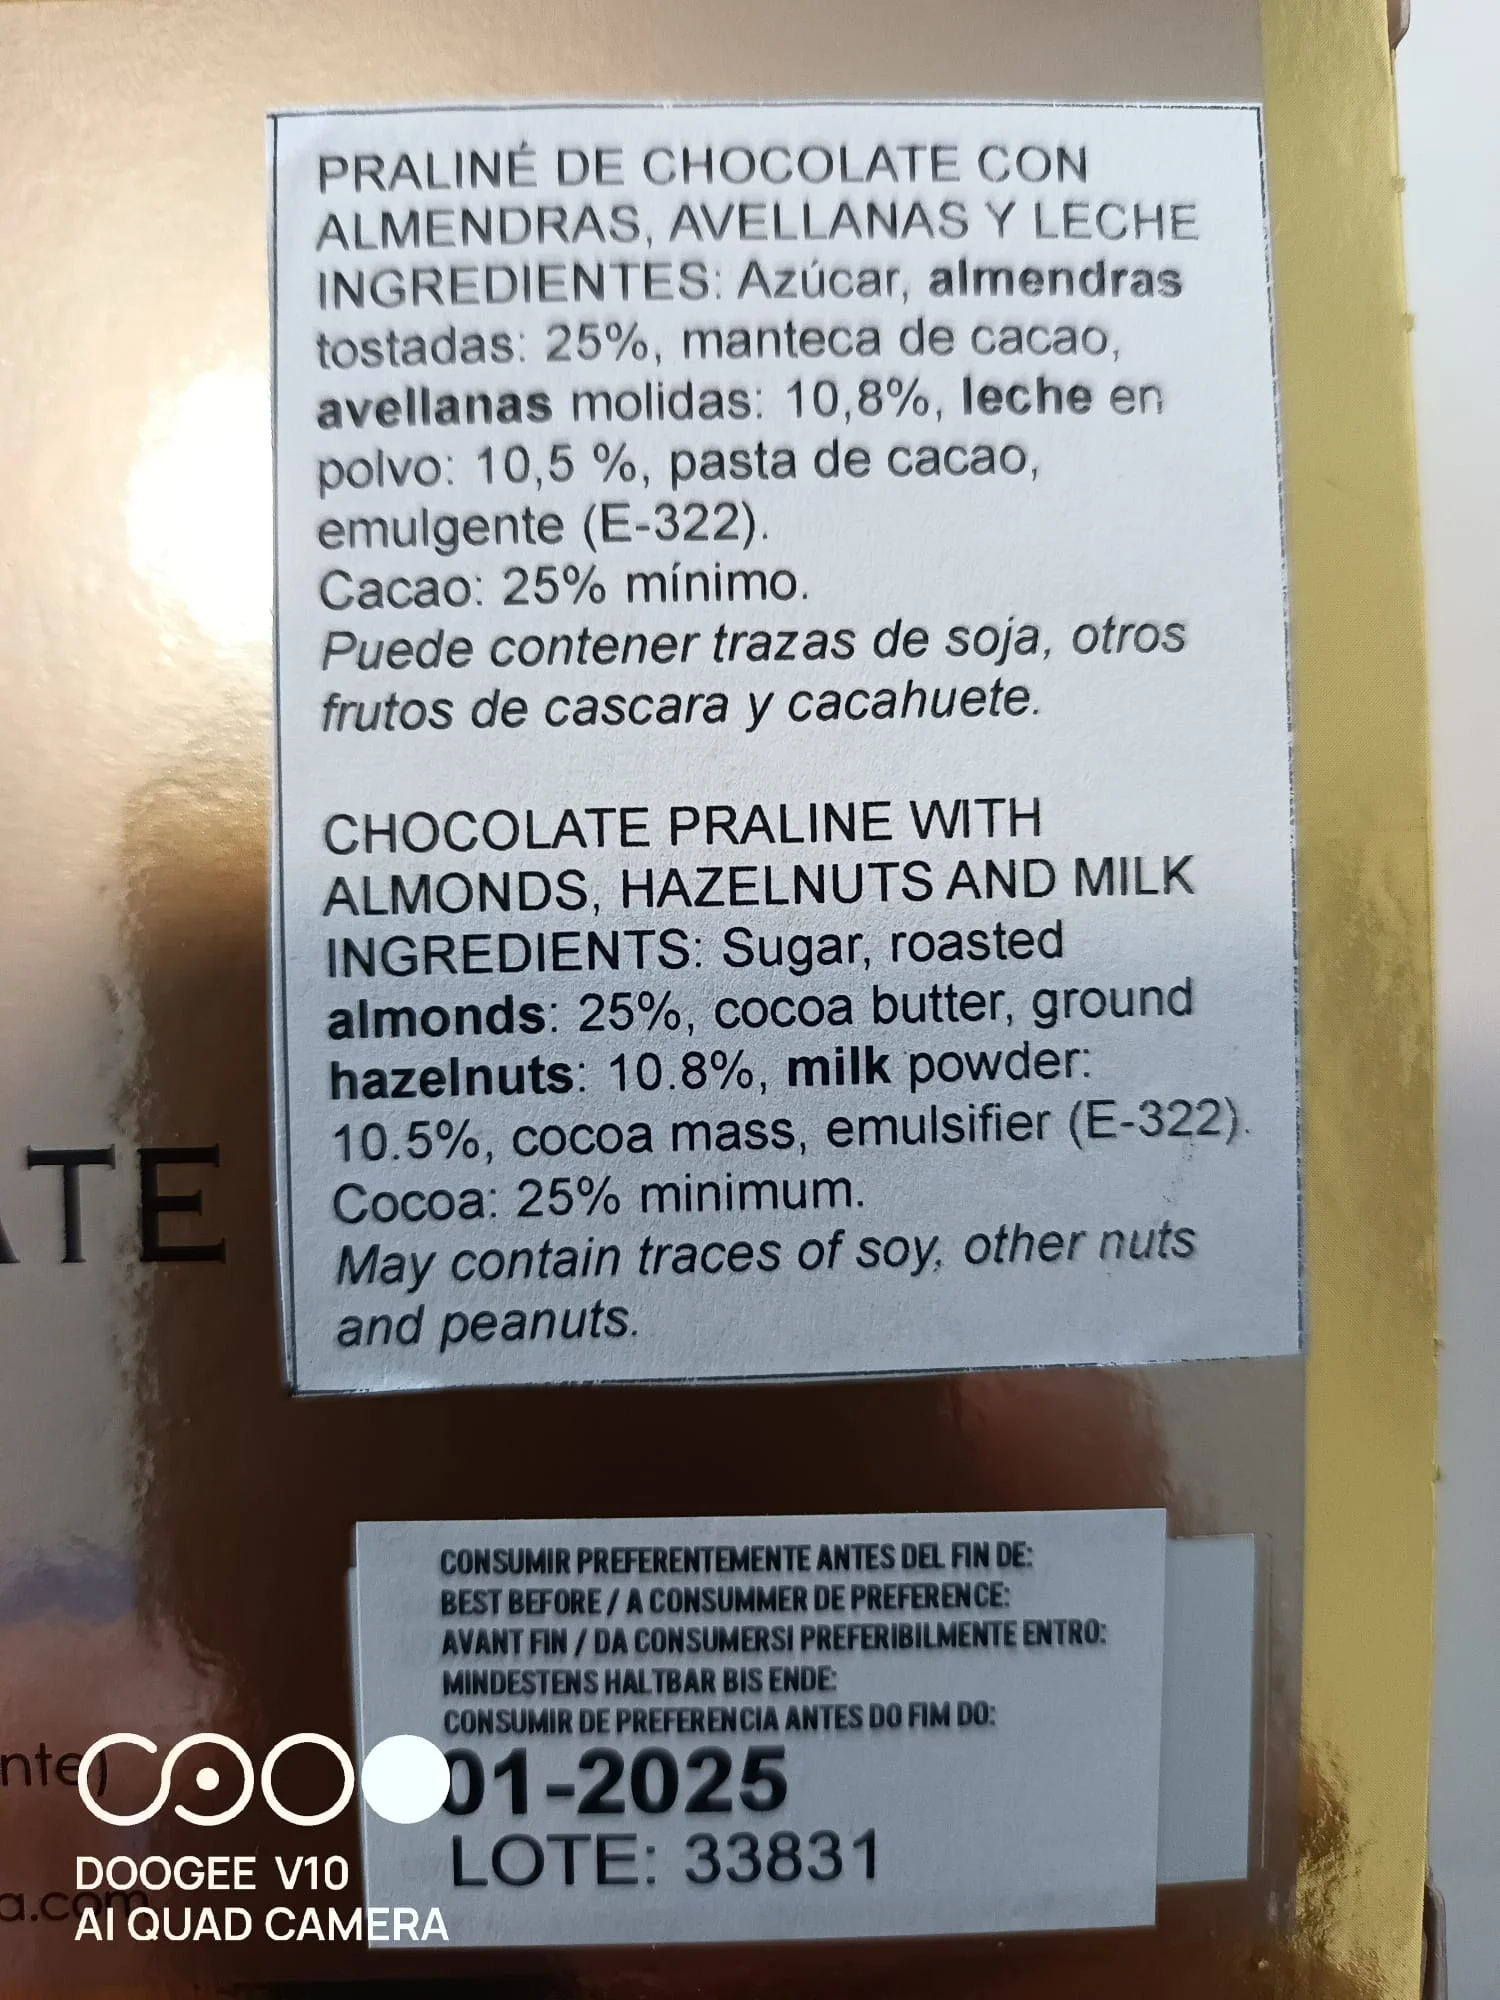 PRALINÉ DE CHOCOLATE CON
ALMENDRAS, AVELLANAS Y LECHE
INGREDIENTES: Azúcar, almendras
tostadas: 25%, manteca de cacao,
avellanas molidas: 10,8%, leche en
polvo: 10,5 %, pasta de cacao,
emulgente (E-322).
Cacao: 25% mínimo.
Puede contener trazas de soja, otros
frutos de cascara y cacahuete.
CHOCOLATE PRALINE WITH
ALMONDS, HAZELNUTS AND MILK
INGREDIENTS: Sugar, roasted
almonds: 25%, cocoa butter, ground
hazelnuts: 10.8%, milk powder:
10.5%, cocoa mass, emulsifier (E-322).
Cocoa: 25% minimum.
May contain traces of soy, other nuts
and peanuts.
ATE
CONSUMIR PREFERENTEMENTE ANTES DEL FIN DE:
BEST BEFORE / A CONSUMMER DE PREFERENCE:
AVANT FIN / DA CONSUMERSI PREFERIBILMENTE ENTRO:
MINDESTENS HALTBAR BIS ENDE:
CONSUMIR DE PREFERENCIA ANTES DO FIM DO:
01-2025
LOTE: 33831
nte)
a.com
DOOGEE V10
AI QUAD CAMERA